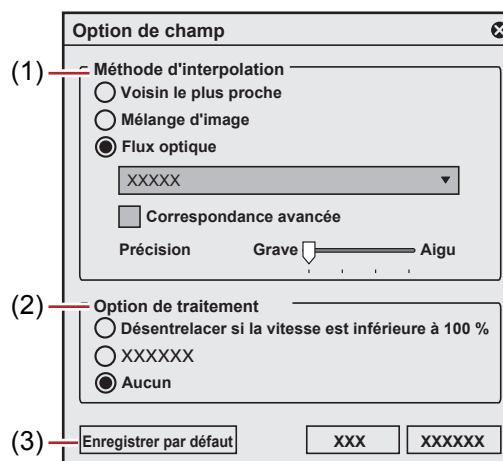 Option de champ
(1)
Méthode d'interpolation
Voisin le plus proche
Mélange d'image
Flux optique
XXXXX
Correspondance avancée
Précision Grave Aigu
(2)
Option de traitement
Désentrelacer si la vitesse est inférieure à 100 %
XXXXXX
Aucun
(3)
Enregistrer par défaut XXX XXXXXX